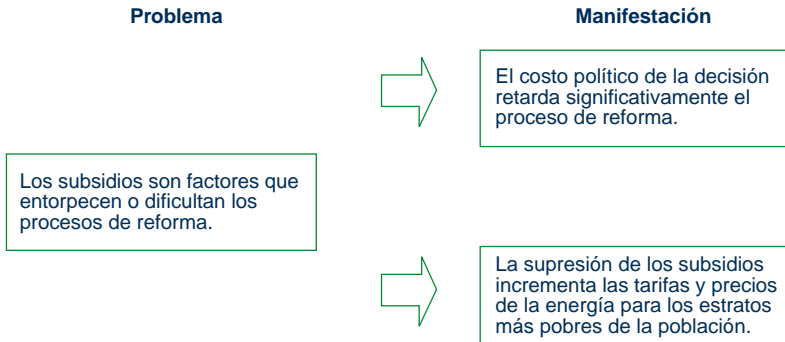 Problema
Manifestación
El costo político de la decisión
retarda significativamente el
proceso de reforma.
Los subsidios son factores que
entorpecen o dificultan los
procesos de reforma.
La supresión de los subsidios
incrementa las tarifas y precios
de la energía para los estratos
más pobres de la población.